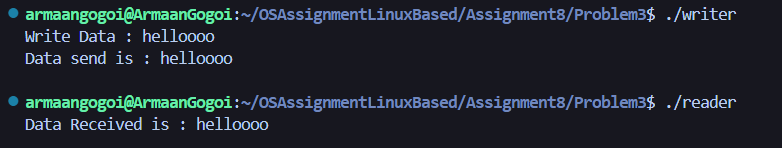 armaangogoi@ArmaanGogoi:~/OSAssignmentLinuxBased/Assignment8/Problem3$ ./writer
Write Data : helloooo
Data send is : helloooo
armaangogoi@ArmaanGogoi:~/OSAssignmentLinuxBased/Assignment8/Problem3$ ./reader
Data Received is : helloooo